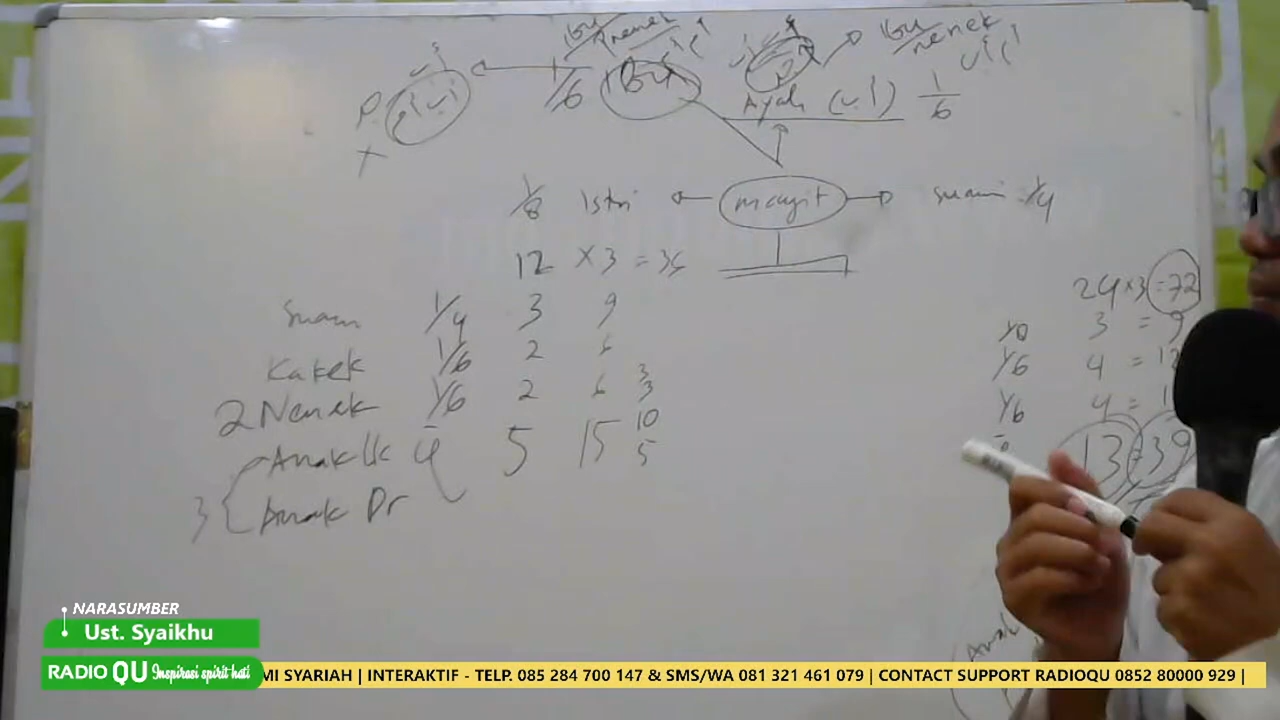 Ibu
nenek
1/6 Ibu
Ibu
nenek
Ayah 1/6
1/8 Istri mayit suami 1/4
12 × 3 = 36
Suami 1/4 3 9
Kakek 1/6 2 6
2 Nenek 1/6 2 6 3 3
Anak Lk 5 15 10 5
3 { Anak Pr
24 × 3 = 72
1/8 3 = 9
1/6 4 = 12
1/6 4 =
13 = 39
Anak
NARASUMBER
Ust. Syaikhu
RADIO QU Inspirasi spirit hati
MI SYARIAH | INTERAKTIF - TELP. 085 284 700 147 & SMS/WA 081 321 461 079 | CONTACT SUPPORT RADIOQU 0852 80000 929 |